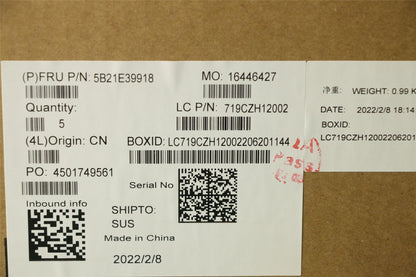 (P)FRU P/N: 5B21E39918
MO: 16446427
Quantity:
5
LC P/N: 719CZH12002
(4L)Origin: CN
BOXID: LC719CZH12002206201144
PO: 4501749561
Serial No
Inbound info
SHIPTO:
SUS
Made in China
2022/2/8
净重: WEIGHT: 0.99 K
DATE: 2022/2/8 18:14
BOXID:
LC719CZH12002206201